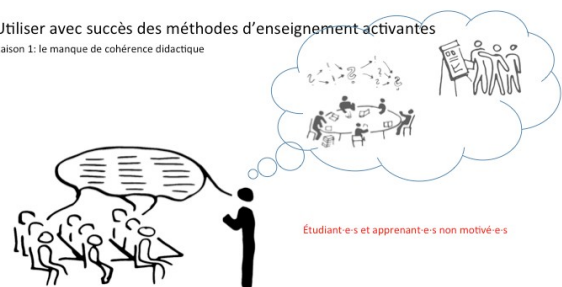 Utiliser avec succès des méthodes d'enseignement activantes
aison 1: le manque de cohérence didactique
Étudiant·e·s et apprenant·e·s non motivé·e·s